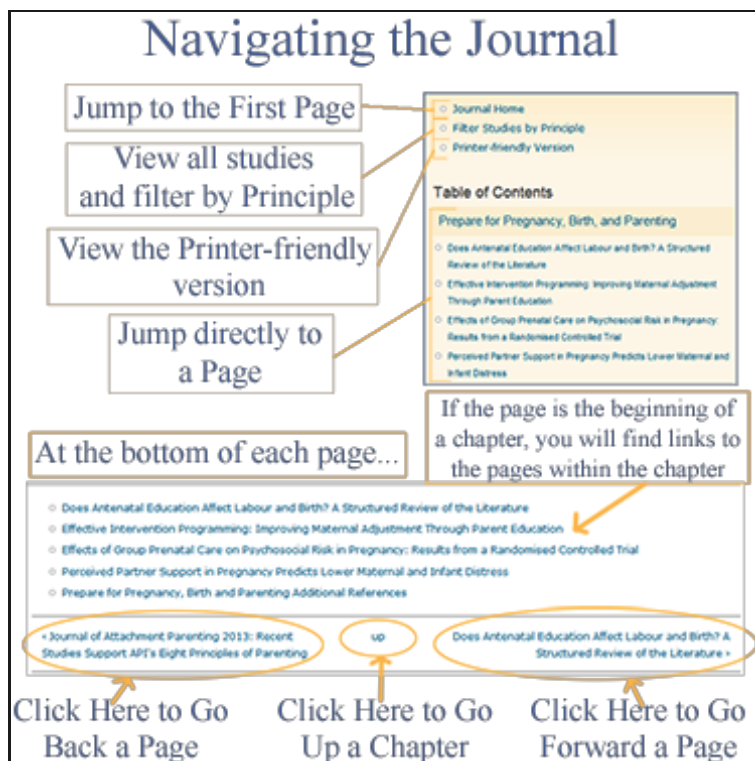 Navigating the Journal
Jump to the First Page
View all studies
and filter by Principle
View the Printer-friendly
version
Jump directly to
a Page
Journal Home
Filter Studies by Principle
Printer-friendly Version
Table of Contents
Prepare for Pregnancy, Birth, and Parenting
Does Antenatal Education Affect Labour and Birth? A Structured
Review of the Literature
Effective Intervention Programming: Improving Maternal Adjustment
Through Parent Education
Effects of Group Prenatal Care on Psychosocial Risk in Pregnancy:
Results from a Randomised Controlled Trial
Perceived Partner Support in Pregnancy Predicts Lower Maternal and
Infant Distress
If the page is the beginning of
a chapter, you will find links to
the pages within the chapter
At the bottom of each page...
Does Antenatal Education Affect Labour and Birth? A Structured Review of the Literature
Effective Intervention Programming: Improving Maternal Adjustment Through Parent Education
Effects of Group Prenatal Care on Psychosocial Risk in Pregnancy: Results from a Randomised Controlled Trial
Perceived Partner Support in Pregnancy Predicts Lower Maternal and Infant Distress
Prepare for Pregnancy, Birth and Parenting Additional References
‹ Journal of Attachment Parenting 2013: Recent
Studies Support API's Eight Principles of Parenting
up
Does Antenatal Education Affect Labour and Birth? A
Structured Review of the Literature ›
Click Here to Go
Back a Page
Click Here to Go
Up a Chapter
Click Here to Go
Forward a Page